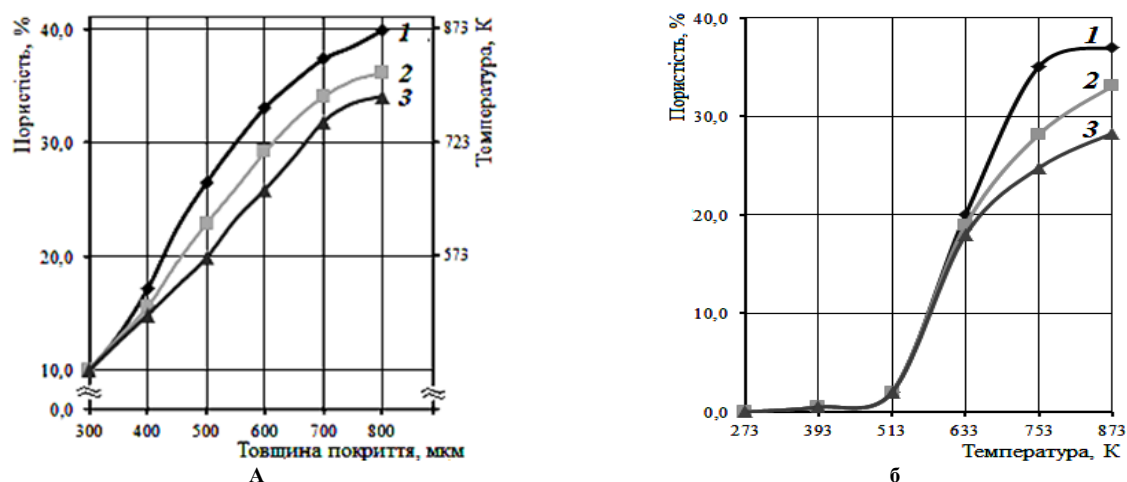 Пористість, %
40,0
30,0
20,0
10,0
0,0
300 400 500 600 700 800
Товщина покриття, мкм
873
723
573
Температура, К
1
2
3
А
Пористість, %
40,0
30,0
20,0
10,0
0,0
273 393 513 633 753 873
Температура, К
1
2
3
б